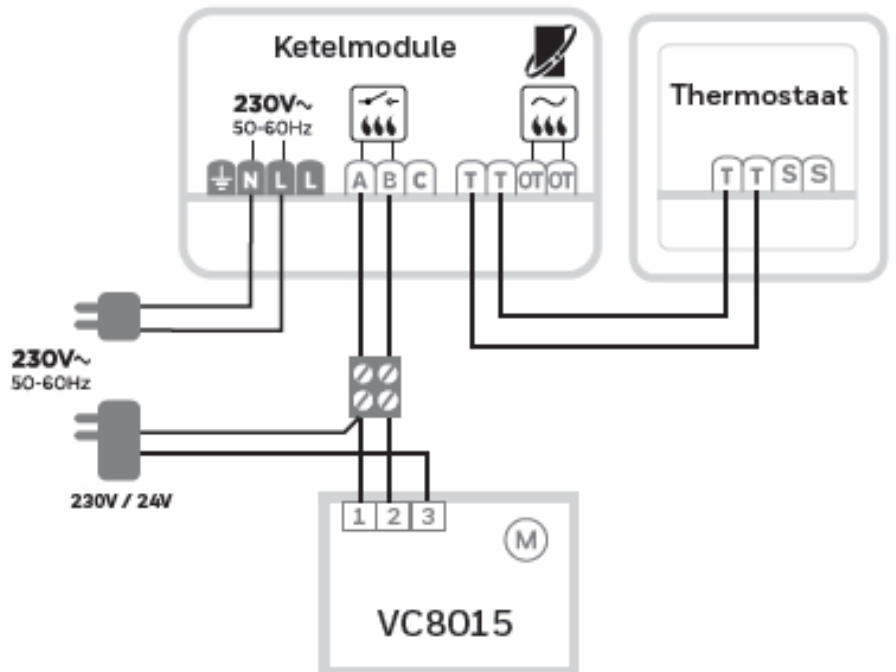 Ketelmodule
230V~
50-60Hz
N L L A B C T T OT OT
Thermostaat
T T S S
230V~
50-60Hz
230V / 24V
1 2 3
M
VC8015